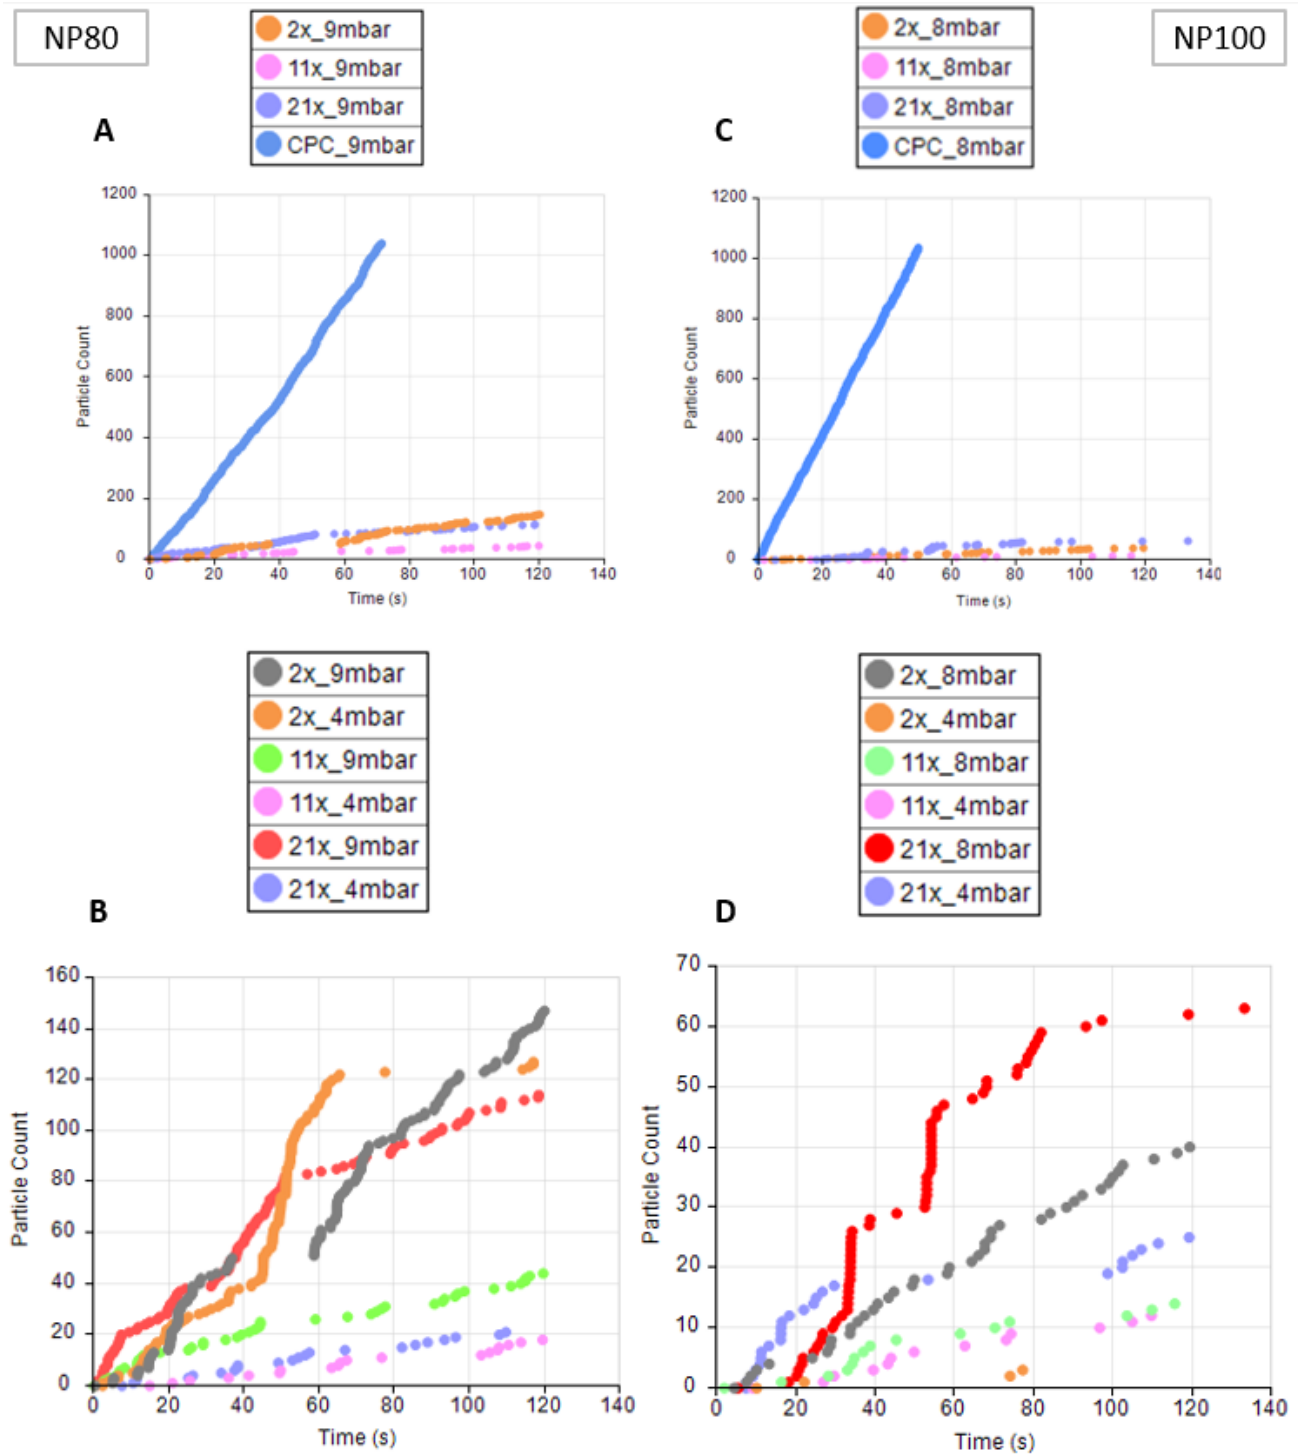 NP80
2x_9mbar
11x_9mbar
21x_9mbar
CPC_9mbar
A
1200
1000
800
600
400
200
0
Particle Count
0 20 40 60 80 100 120 140
Time (s)
NP100
2x_8mbar
11x_8mbar
21x_8mbar
CPC_8mbar
C
1200
1000
800
600
400
200
0
Particle Count
0 20 40 60 80 100 120 140
Time (s)
2x_9mbar
2x_4mbar
11x_9mbar
11x_4mbar
21x_9mbar
21x_4mbar
B
160
140
120
100
80
60
40
20
0
Particle Count
0 20 40 60 80 100 120 140
Time (s)
2x_8mbar
2x_4mbar
11x_8mbar
11x_4mbar
21x_8mbar
21x_4mbar
D
70
60
50
40
30
20
10
0
Particle Count
0 20 40 60 80 100 120 140
Time (s)